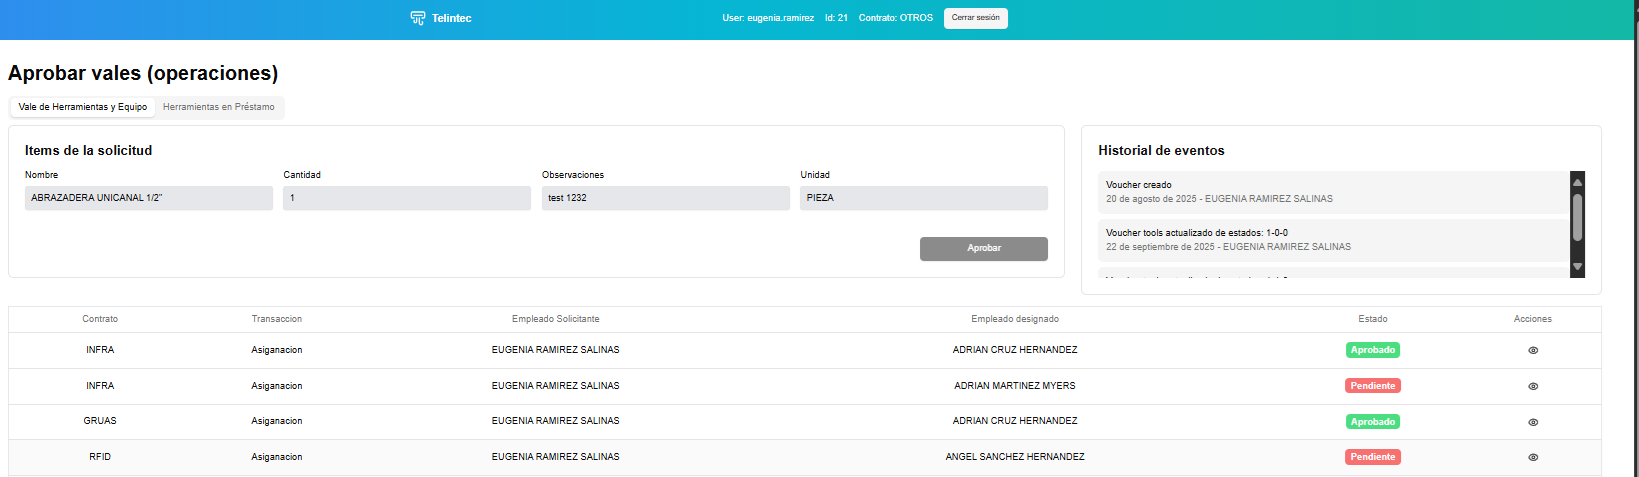 Telintec
User: eugenia.ramirez Id: 21 Contrato: OTROS Cerrar sesión
Aprobar vales (operaciones)
Vale de Herramientas y Equipo Herramientas en Préstamo
Items de la solicitud
Nombre Cantidad Observaciones Unidad
ABRAZADERA UNICANAL 1/2" 1 test 1232 PIEZA
Aprobar
Historial de eventos
Voucher creado
20 de agosto de 2025 - EUGENIA RAMIREZ SALINAS
Voucher tools actualizado de estados: 1-0-0
22 de septiembre de 2025 - EUGENIA RAMIREZ SALINAS
Contrato Transaccion Empleado Solicitante Empleado designado Estado Acciones
INFRA Asiganacion EUGENIA RAMIREZ SALINAS ADRIAN CRUZ HERNANDEZ Aprobado
INFRA Asiganacion EUGENIA RAMIREZ SALINAS ADRIAN MARTINEZ MYERS Pendiente
GRUAS Asiganacion EUGENIA RAMIREZ SALINAS ADRIAN CRUZ HERNANDEZ Aprobado
RFID Asiganacion EUGENIA RAMIREZ SALINAS ANGEL SANCHEZ HERNANDEZ Pendiente